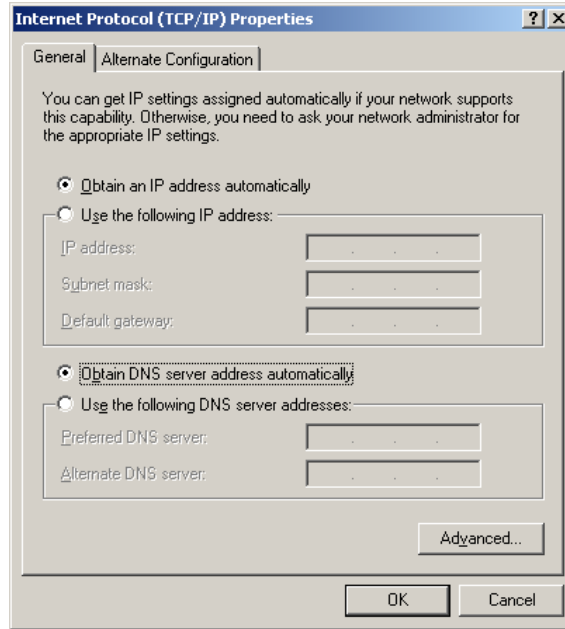 Internet Protocol (TCP/IP) Properties
General
Alternate Configuration
You can get IP settings assigned automatically if your network supports
this capability. Otherwise, you need to ask your network administrator for
the appropriate IP settings.
Obtain an IP address automatically
Use the following IP address:
IP address:
Subnet mask:
Default gateway:
Obtain DNS server address automatically
Use the following DNS server addresses:
Preferred DNS server:
Alternate DNS server:
Advanced...
OK
Cancel